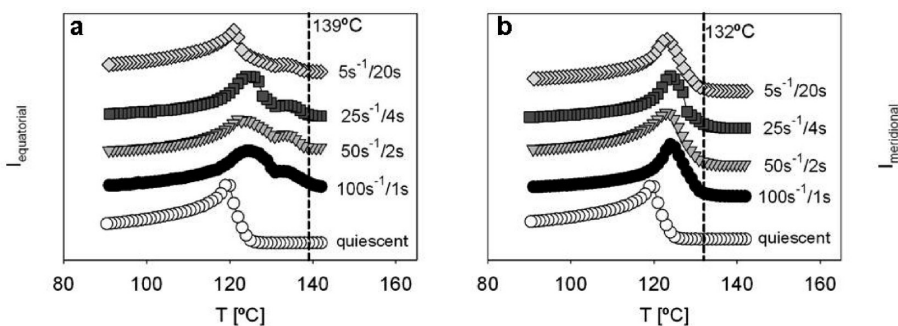 a
139ºC
5s⁻¹/20s
25s⁻¹/4s
50s⁻¹/2s
100s⁻¹/1s
quiescent
I equatorial
80 100 120 140 160
T [ºC]
b
132ºC
5s⁻¹/20s
25s⁻¹/4s
50s⁻¹/2s
100s⁻¹/1s
quiescent
I meridional
80 100 120 140 160
T [ºC]